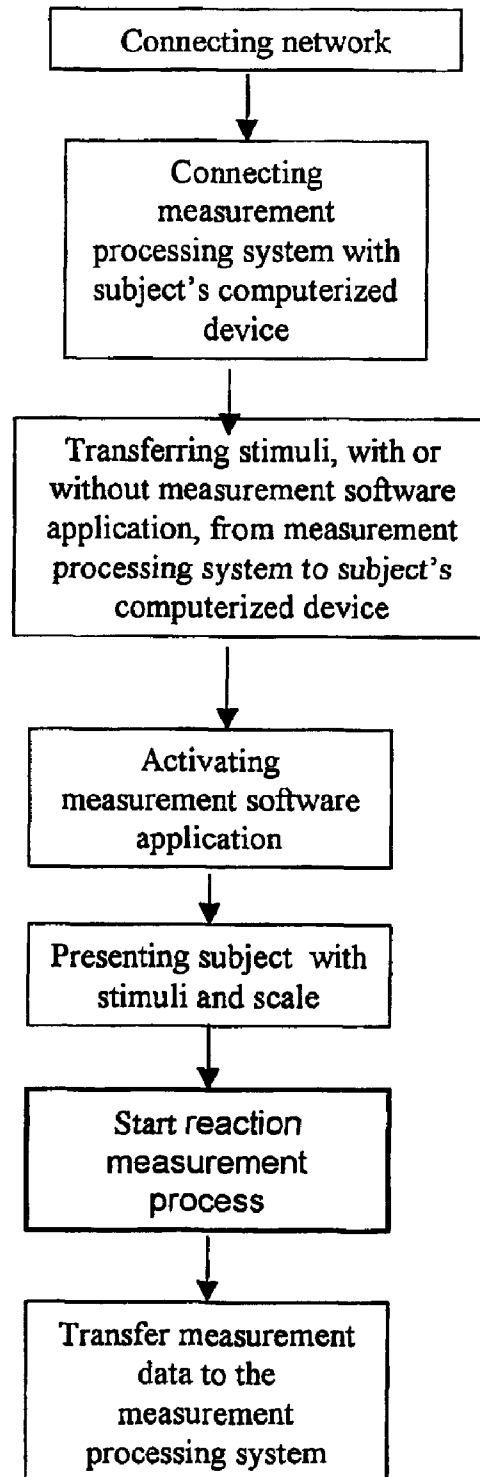 Connecting network
Connecting
measurement
processing system with
subject's computerized
device
Transferring stimuli, with or
without measurement software
application, from measurement
processing system to subject's
computerized device
Activating
measurement software
application
Presenting subject with
stimuli and scale
Start reaction
measurement
process
Transfer measurement
data to the
measurement
processing system